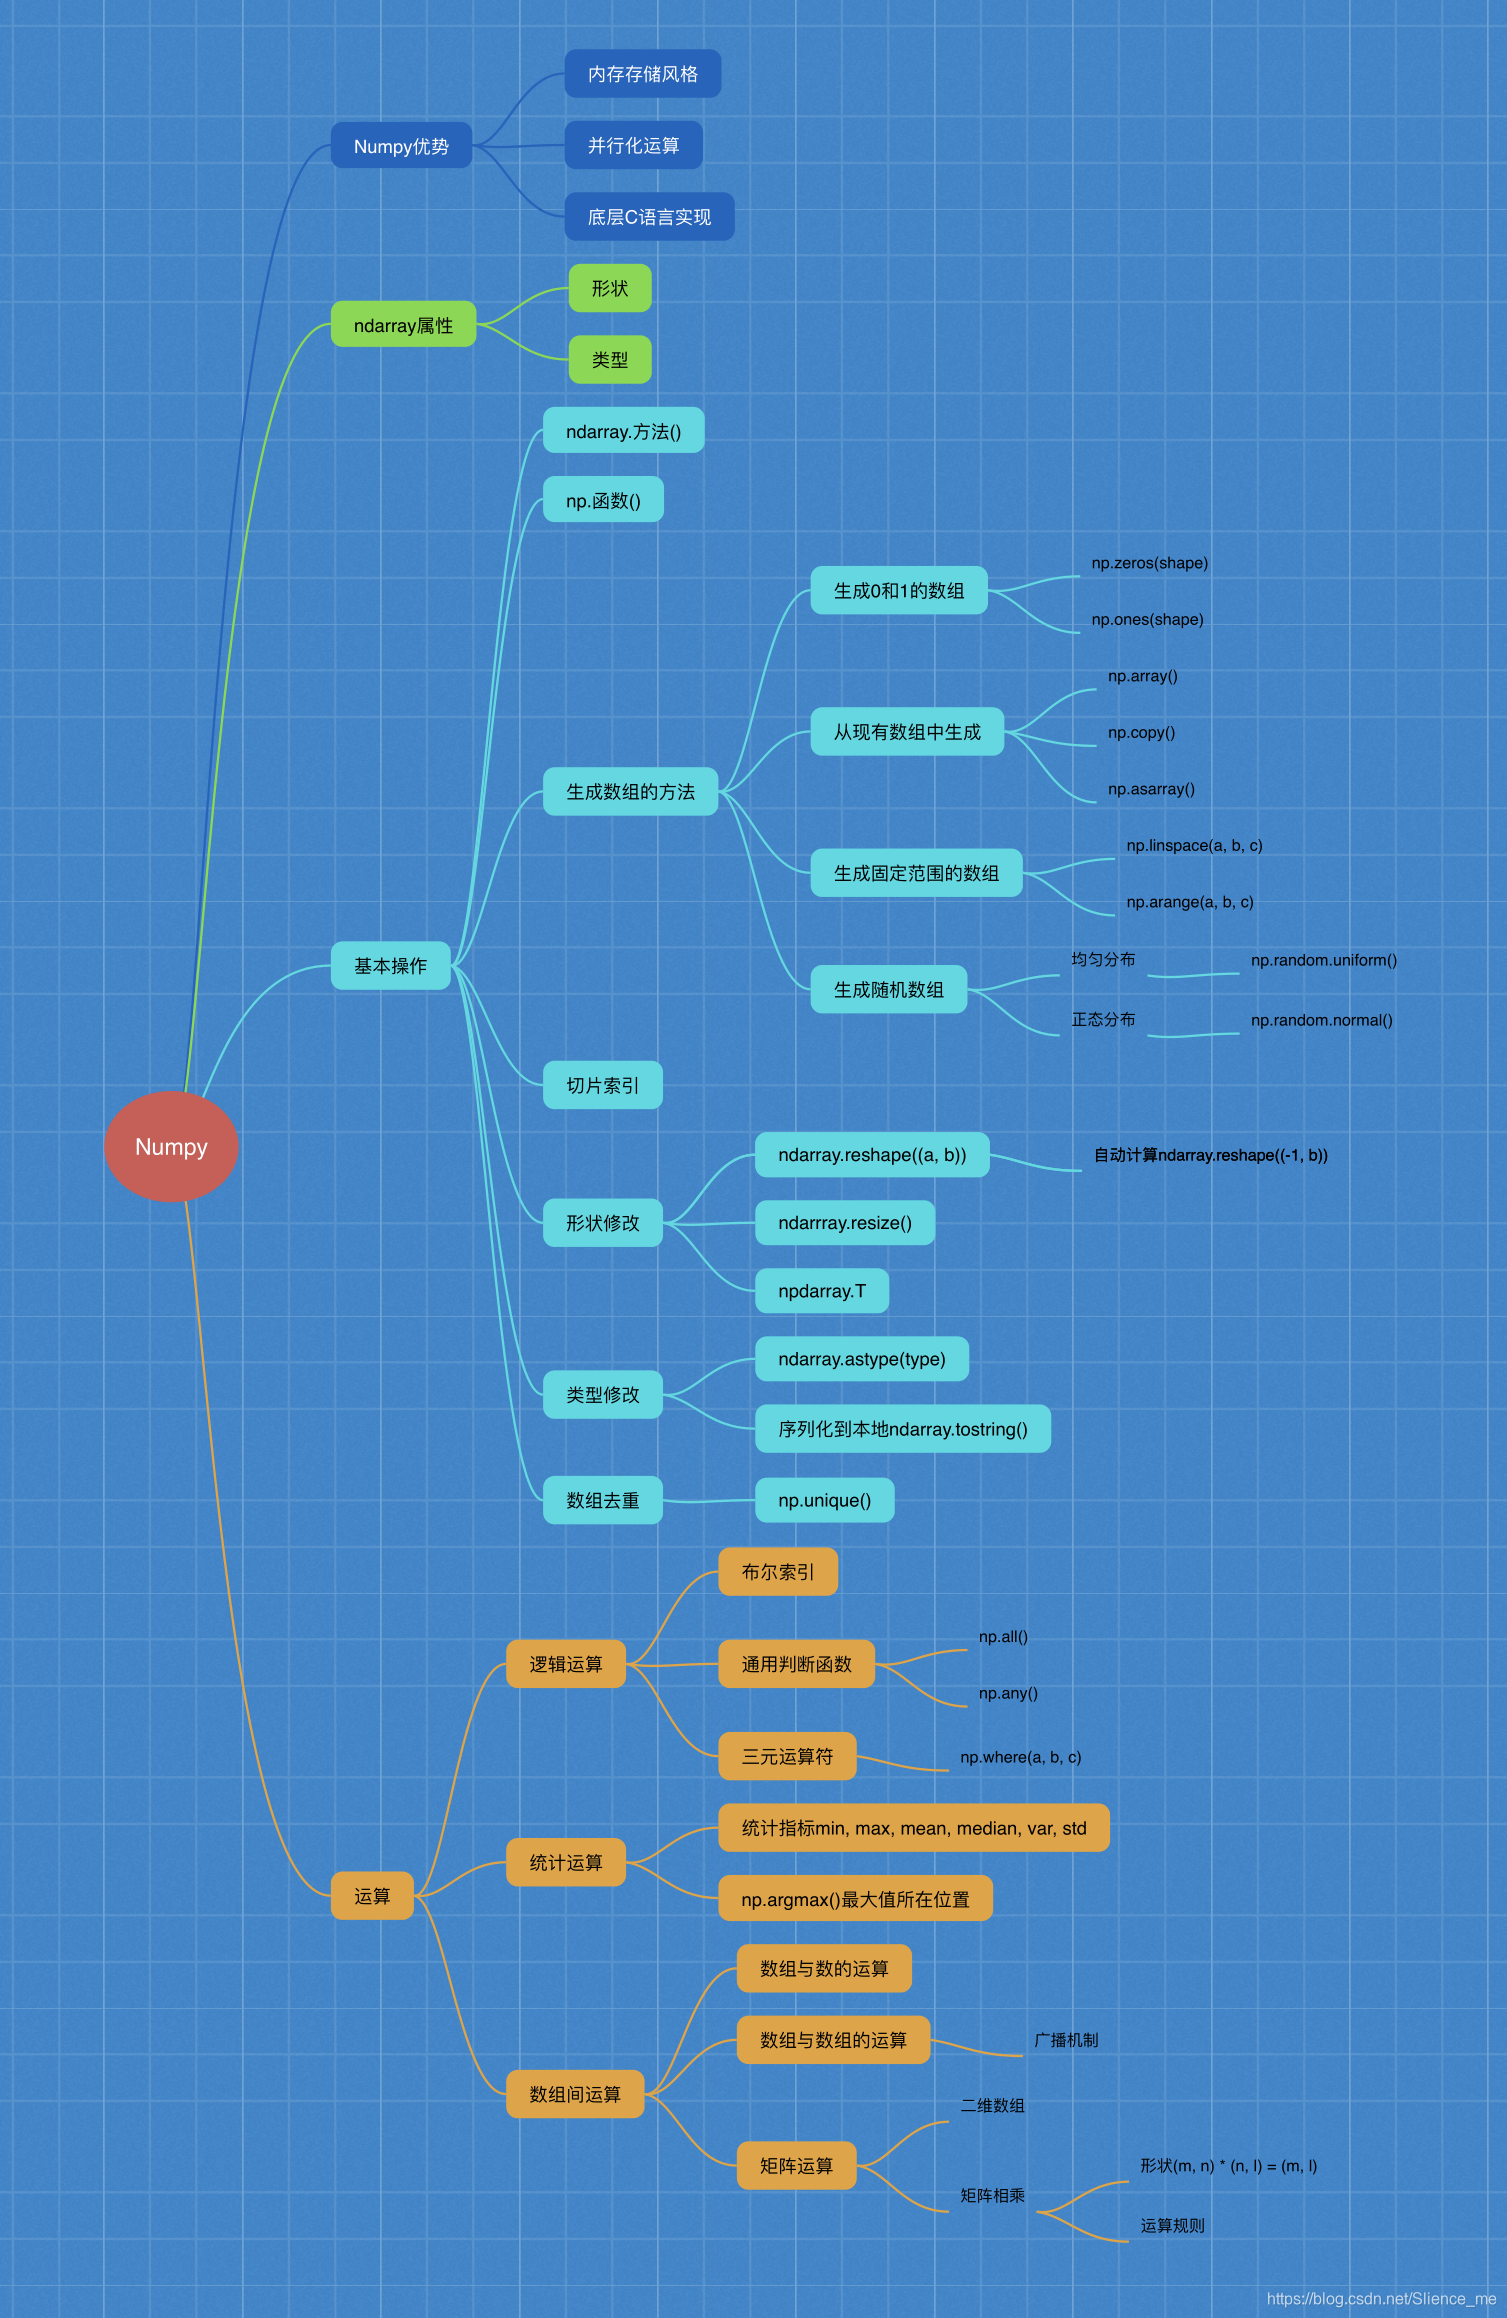 内存存储风格
Numpy优势
并行化运算
底层C语言实现
形状
ndarray属性
类型
ndarray.方法()
np.函数()
生成0和1的数组
np.zeros(shape)
np.ones(shape)
np.array()
从现有数组中生成
np.copy()
np.asarray()
生成数组的方法
np.linspace(a, b, c)
生成固定范围的数组
np.arange(a, b, c)
基本操作
均匀分布
np.random.uniform()
生成随机数组
正态分布
np.random.normal()
切片索引
Numpy
ndarray.reshape((a, b))
自动计算ndarray.reshape((-1, b))
形状修改
ndarrray.resize()
npdarray.T
ndarray.astype(type)
类型修改
序列化到本地ndarray.tostring()
数组去重
np.unique()
布尔索引
逻辑运算
通用判断函数
np.all()
np.any()
三元运算符
np.where(a, b, c)
统计指标min, max, mean, median, var, std
统计运算
np.argmax()最大值所在位置
运算
数组与数的运算
数组与数组的运算
广播机制
数组间运算
二维数组
矩阵运算
矩阵相乘
形状(m, n) * (n, l) = (m, l)
运算规则
https://blog.csdn.net/Slience_me